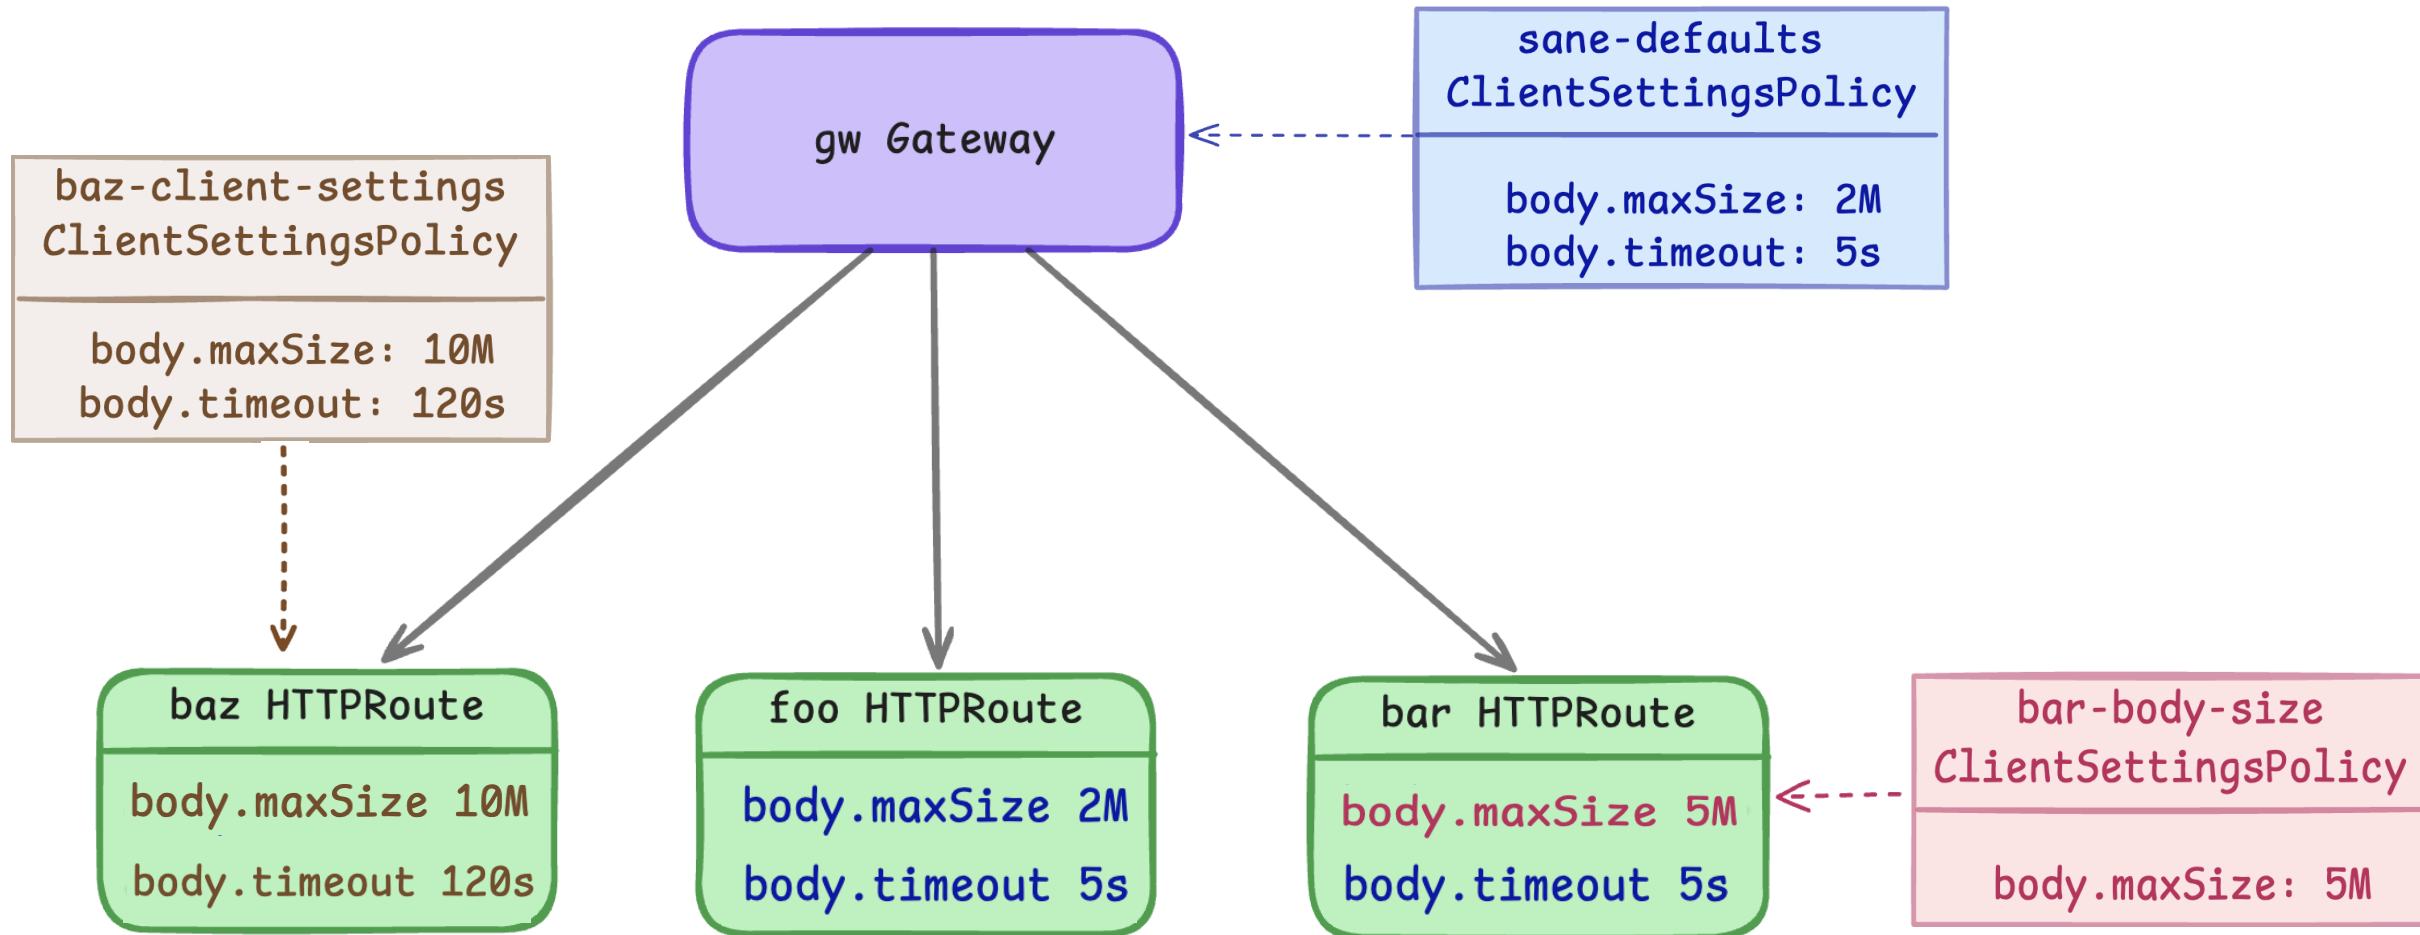 sane-defaults
ClientSettingsPolicy
body.maxSize: 2M
body.timeout: 5s
gw Gateway
baz-client-settings
ClientSettingsPolicy
body.maxSize: 10M
body.timeout: 120s
baz HTTPRoute
body.maxSize 10M
body.timeout 120s
foo HTTPRoute
body.maxSize 2M
body.timeout 5s
bar HTTPRoute
body.maxSize 5M
body.timeout 5s
bar-body-size
ClientSettingsPolicy
body.maxSize: 5M